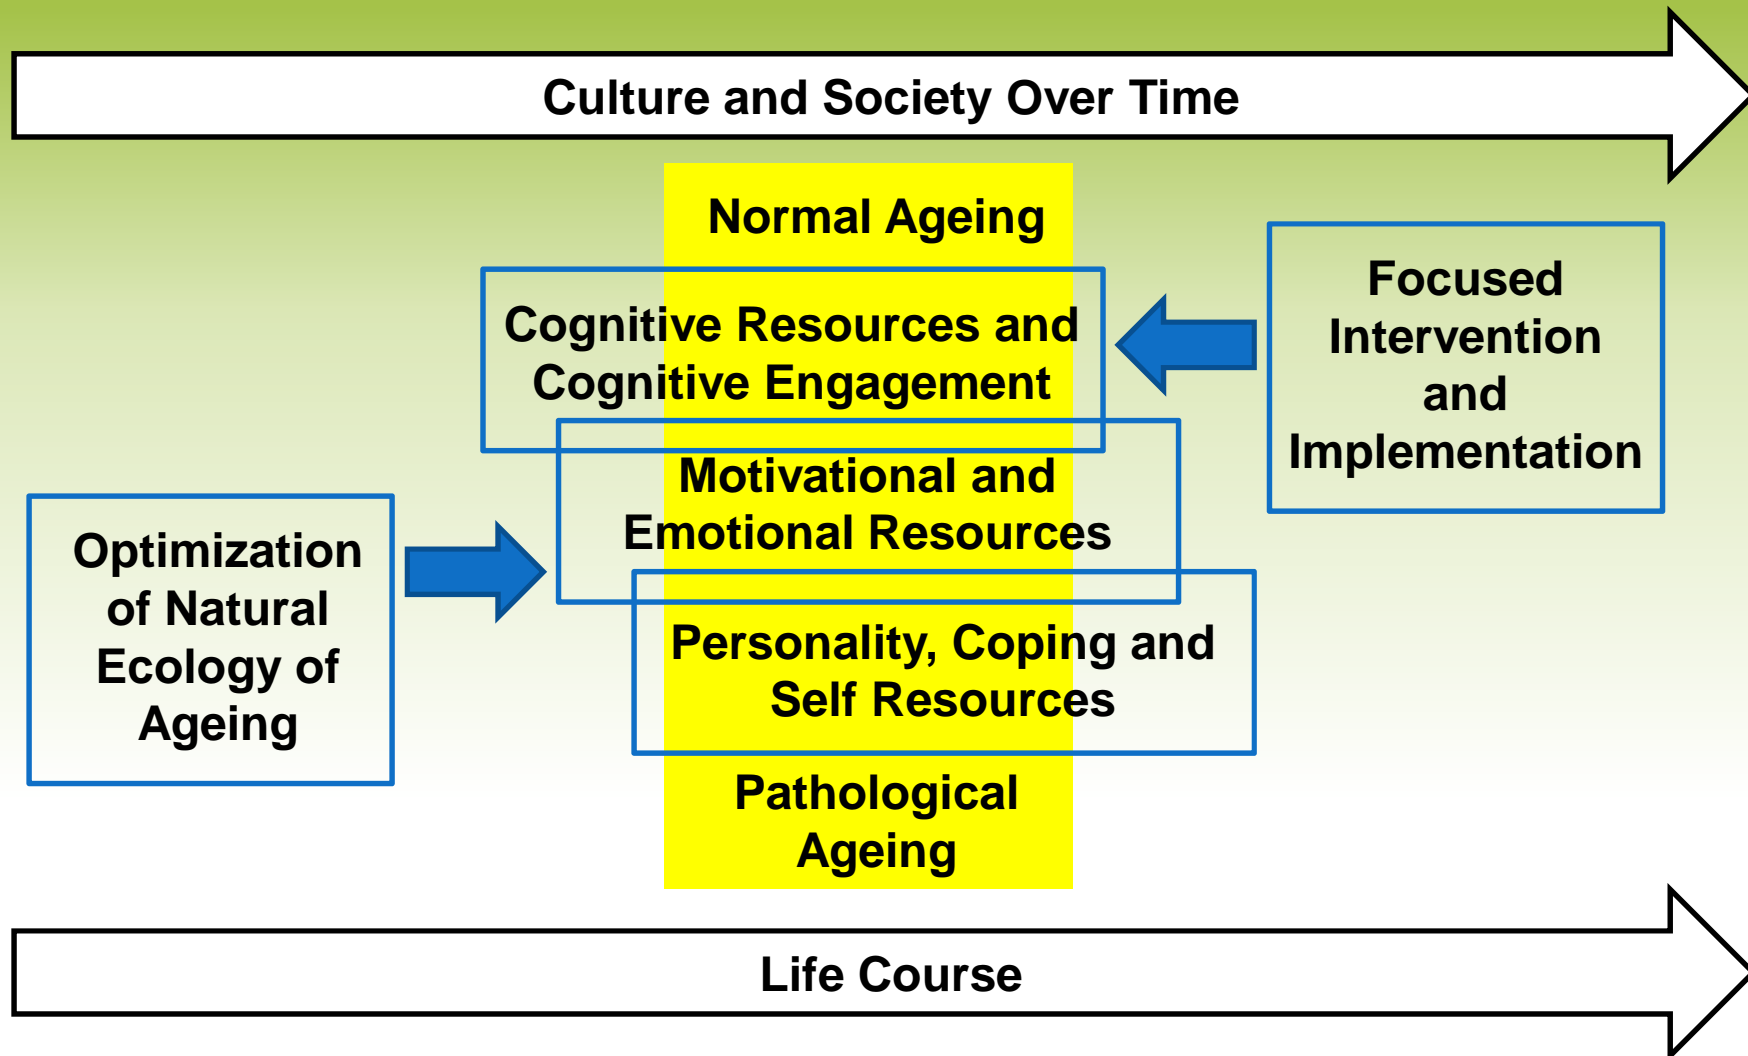 Culture and Society Over Time
Normal Ageing
Cognitive Resources and
Cognitive Engagement
Focused
Intervention
and
Implementation
Motivational and
Emotional Resources
Optimization
of Natural
Ecology of
Ageing
Personality, Coping and
Self Resources
Pathological
Ageing
Life Course